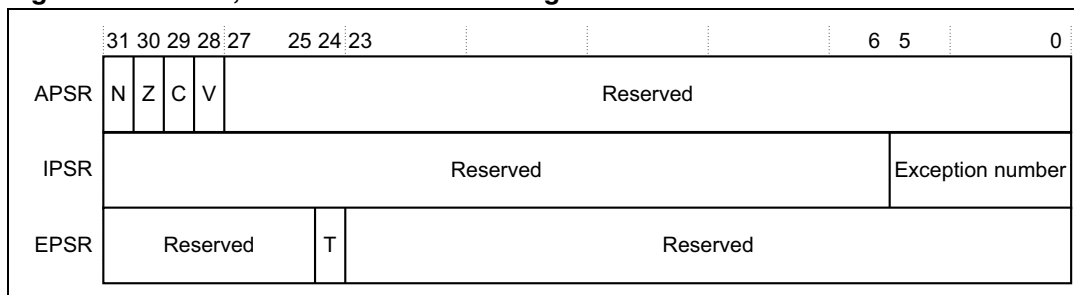 31 30 29 28 27 25 24 23 6 5 0
APSR N Z C V Reserved
IPSR Reserved Exception number
EPSR Reserved T Reserved